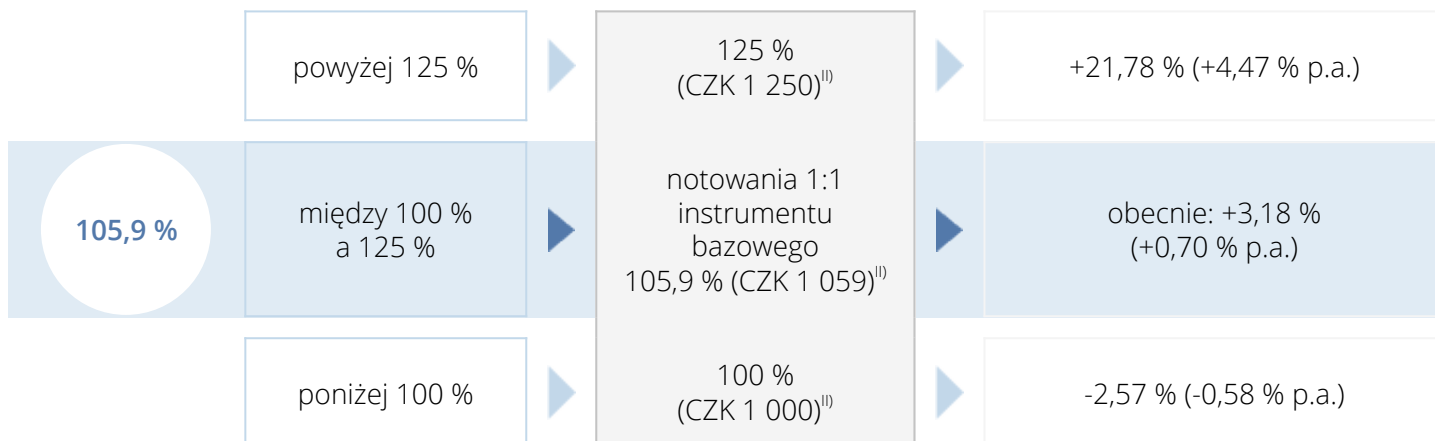 powyżej 125 %
125 %
(CZK 1 250)II)
+21,78 % (+4,47 % p.a.)
105,9 %
między 100 %
a 125 %
notowania 1:1
instrumentu
bazowego
105,9 % (CZK 1 059)II)
obecnie: +3,18 %
(+0,70 % p.a.)
poniżej 100 %
100 %
(CZK 1 000)II)
-2,57 % (-0,58 % p.a.)